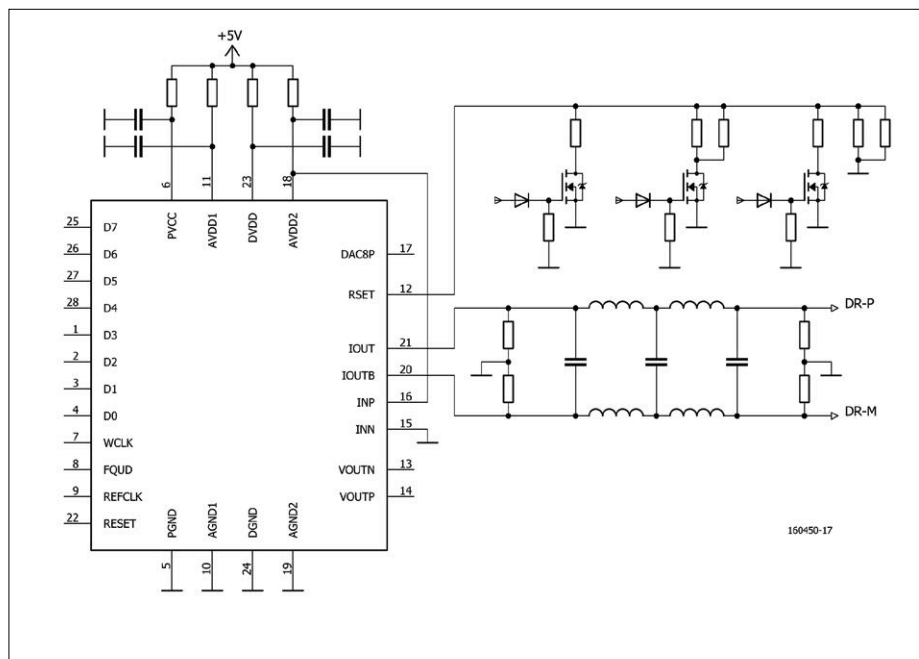 +5V
6
11
23
18
PVCC
AVDD1
DVDD
AVDD2
25
D7
26
D6
27
D5
28
D4
1
D3
2
D2
3
D1
4
D0
7
WCLK
8
FQUD
9
REFCLK
22
RESET
DAC8P
17
RSET
12
IOUT
21
IOUTB
20
INP
16
INN
15
VOUTN
13
VOUTP
14
PGND
AGND1
DGND
AGND2
5
10
24
19
DR-P
DR-M
160450-17